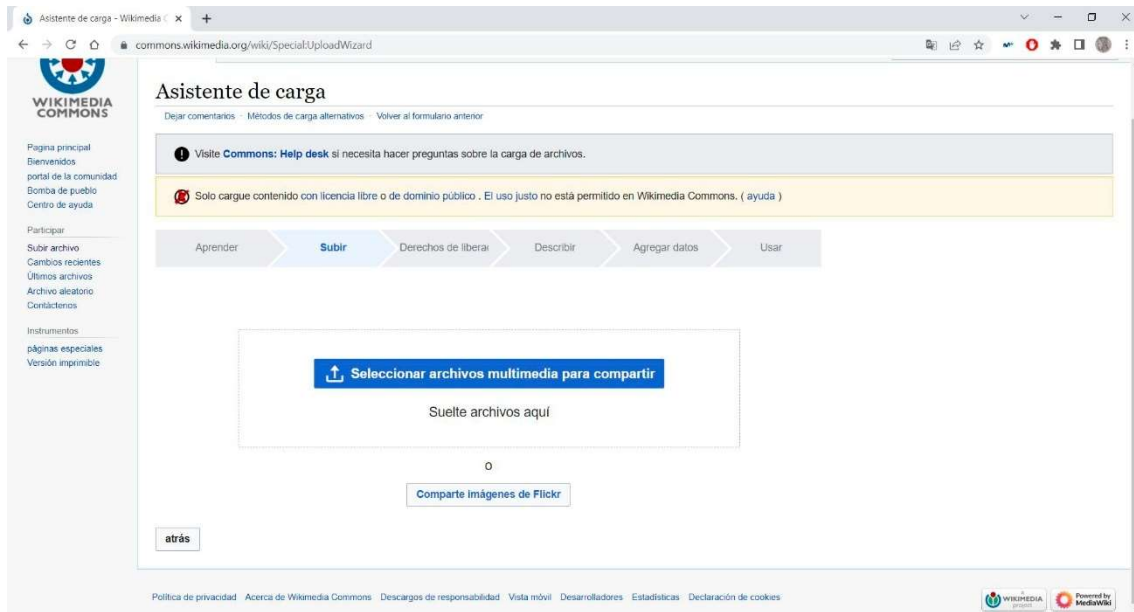 Asistente de carga - Wikimedia C
commons.wikimedia.org/wiki/Special:UploadWizard
WIKIMEDIA
COMMONS
Pagina principal
Bienvenidos
portal de la comunidad
Bomba de pueblo
Centro de ayuda
Participar
Subir archivo
Cambios recientes
Últimos archivos
Archivo aleatorio
Contáctenos
Instrumentos
páginas especiales
Versión imprimible
Asistente de carga
Dejar comentarios · Métodos de carga alternativos · Volver al formulario anterior
Visite Commons: Help desk si necesita hacer preguntas sobre la carga de archivos.
Solo cargue contenido con licencia libre o de dominio público . El uso justo no está permitido en Wikimedia Commons. ( ayuda )
Aprender Subir Derechos de liberac Describir Agregar datos Usar
Seleccionar archivos multimedia para compartir
Suelte archivos aquí
o
Comparte imágenes de Flickr
atrás
Política de privacidad Acerca de Wikimedia Commons Descargos de responsabilidad Vista móvil Desarrolladores Estadísticas Declaración de cookies
WIKIMEDIA
project
Powered by
MediaWiki